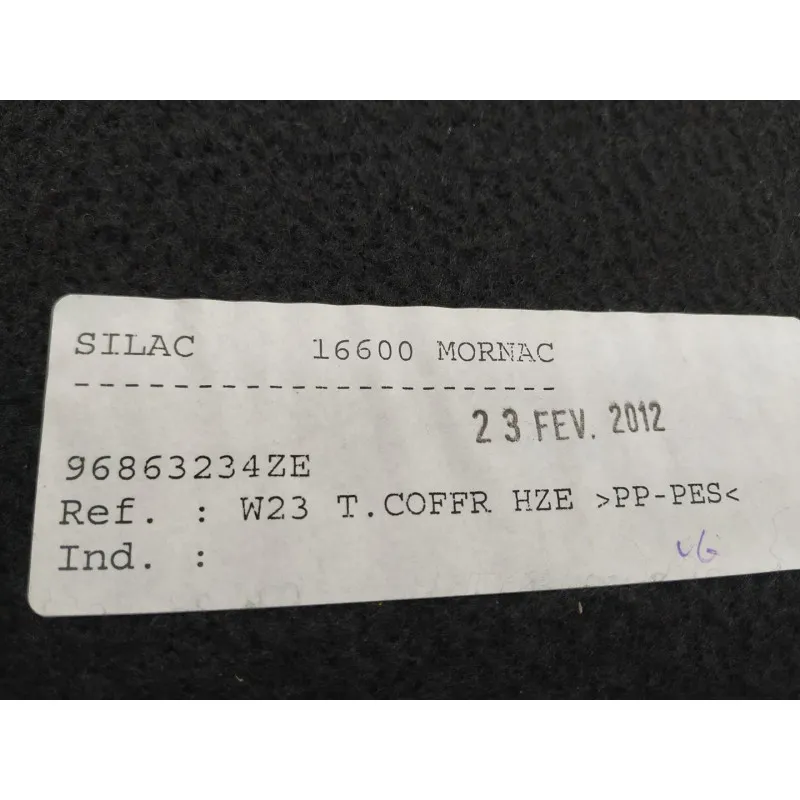 SILAC 16600 MORNAC
-----------------------
23 FEV. 2012
96863234ZE
Ref. : W23 T.COFFR HZE >PP-PES<
Ind. :